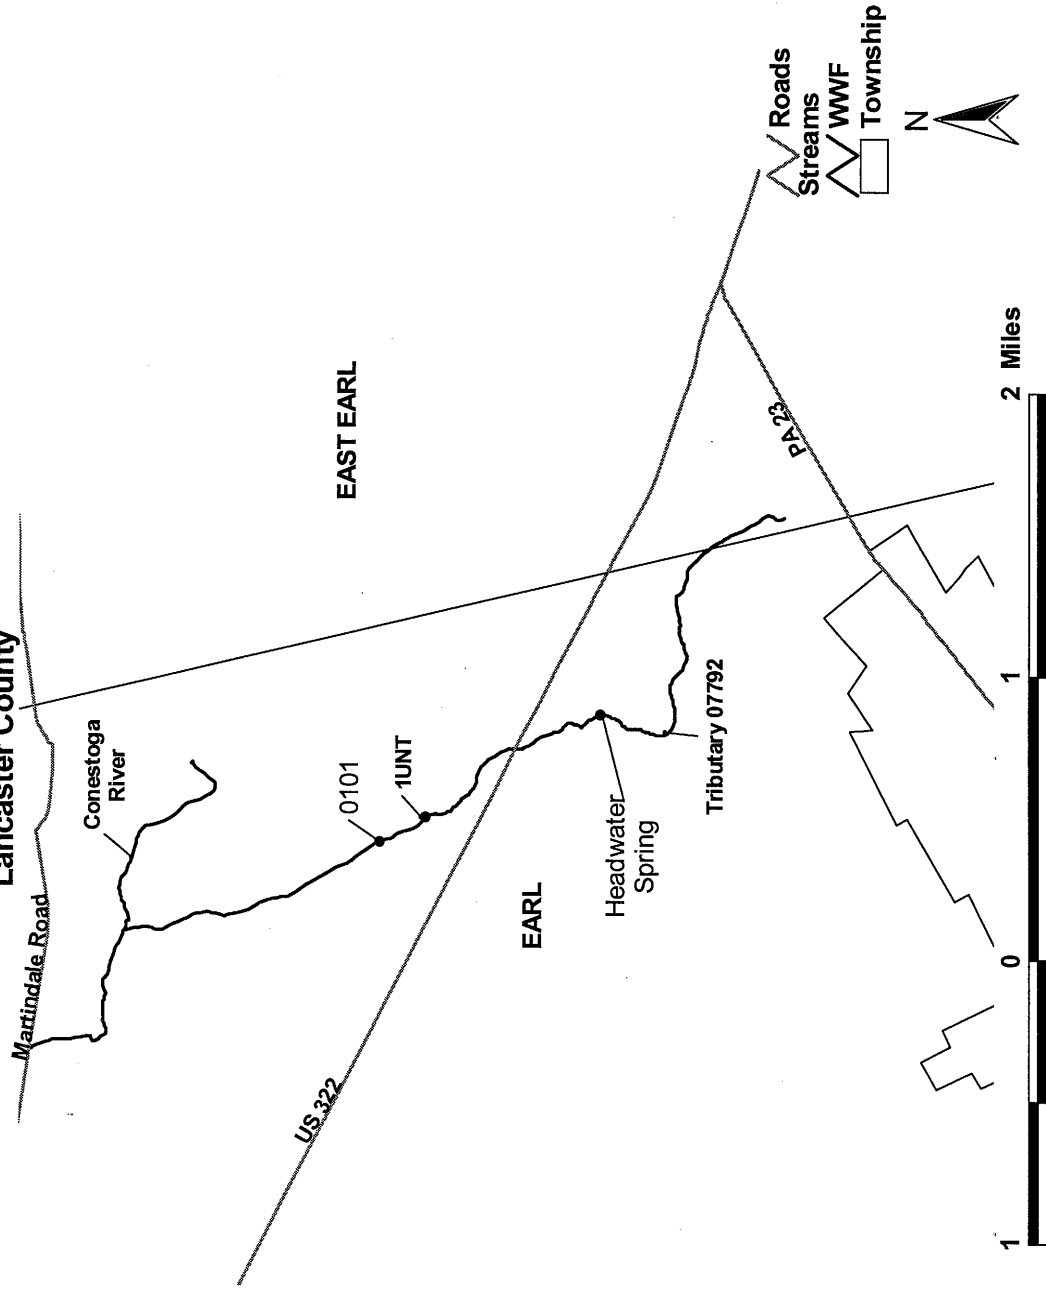 Lancaster County
Martindale Road
Conestoga
River
0101
1UNT
EAST EARL
US 322
EARL
Headwater
Spring
Tributary 07792
PA 23
Roads
Streams
WWF
Township
N
1 0 1 2 Miles